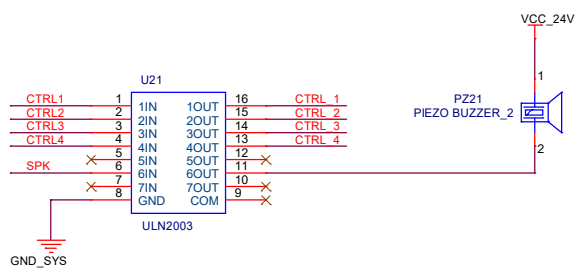 VCC_24V
U21
1
CTRL1 1 1IN 1OUT 16 CTRL_1
CTRL2 2 2IN 2OUT 15 CTRL_2
CTRL3 3 3IN 3OUT 14 CTRL_3
CTRL4 4 4IN 4OUT 13 CTRL_4
5 5IN 5OUT 12
SPK 6 6IN 6OUT 11
7 7IN 7OUT 10
8 GND COM 9
PZ21
PIEZO BUZZER_2
2
ULN2003
GND_SYS